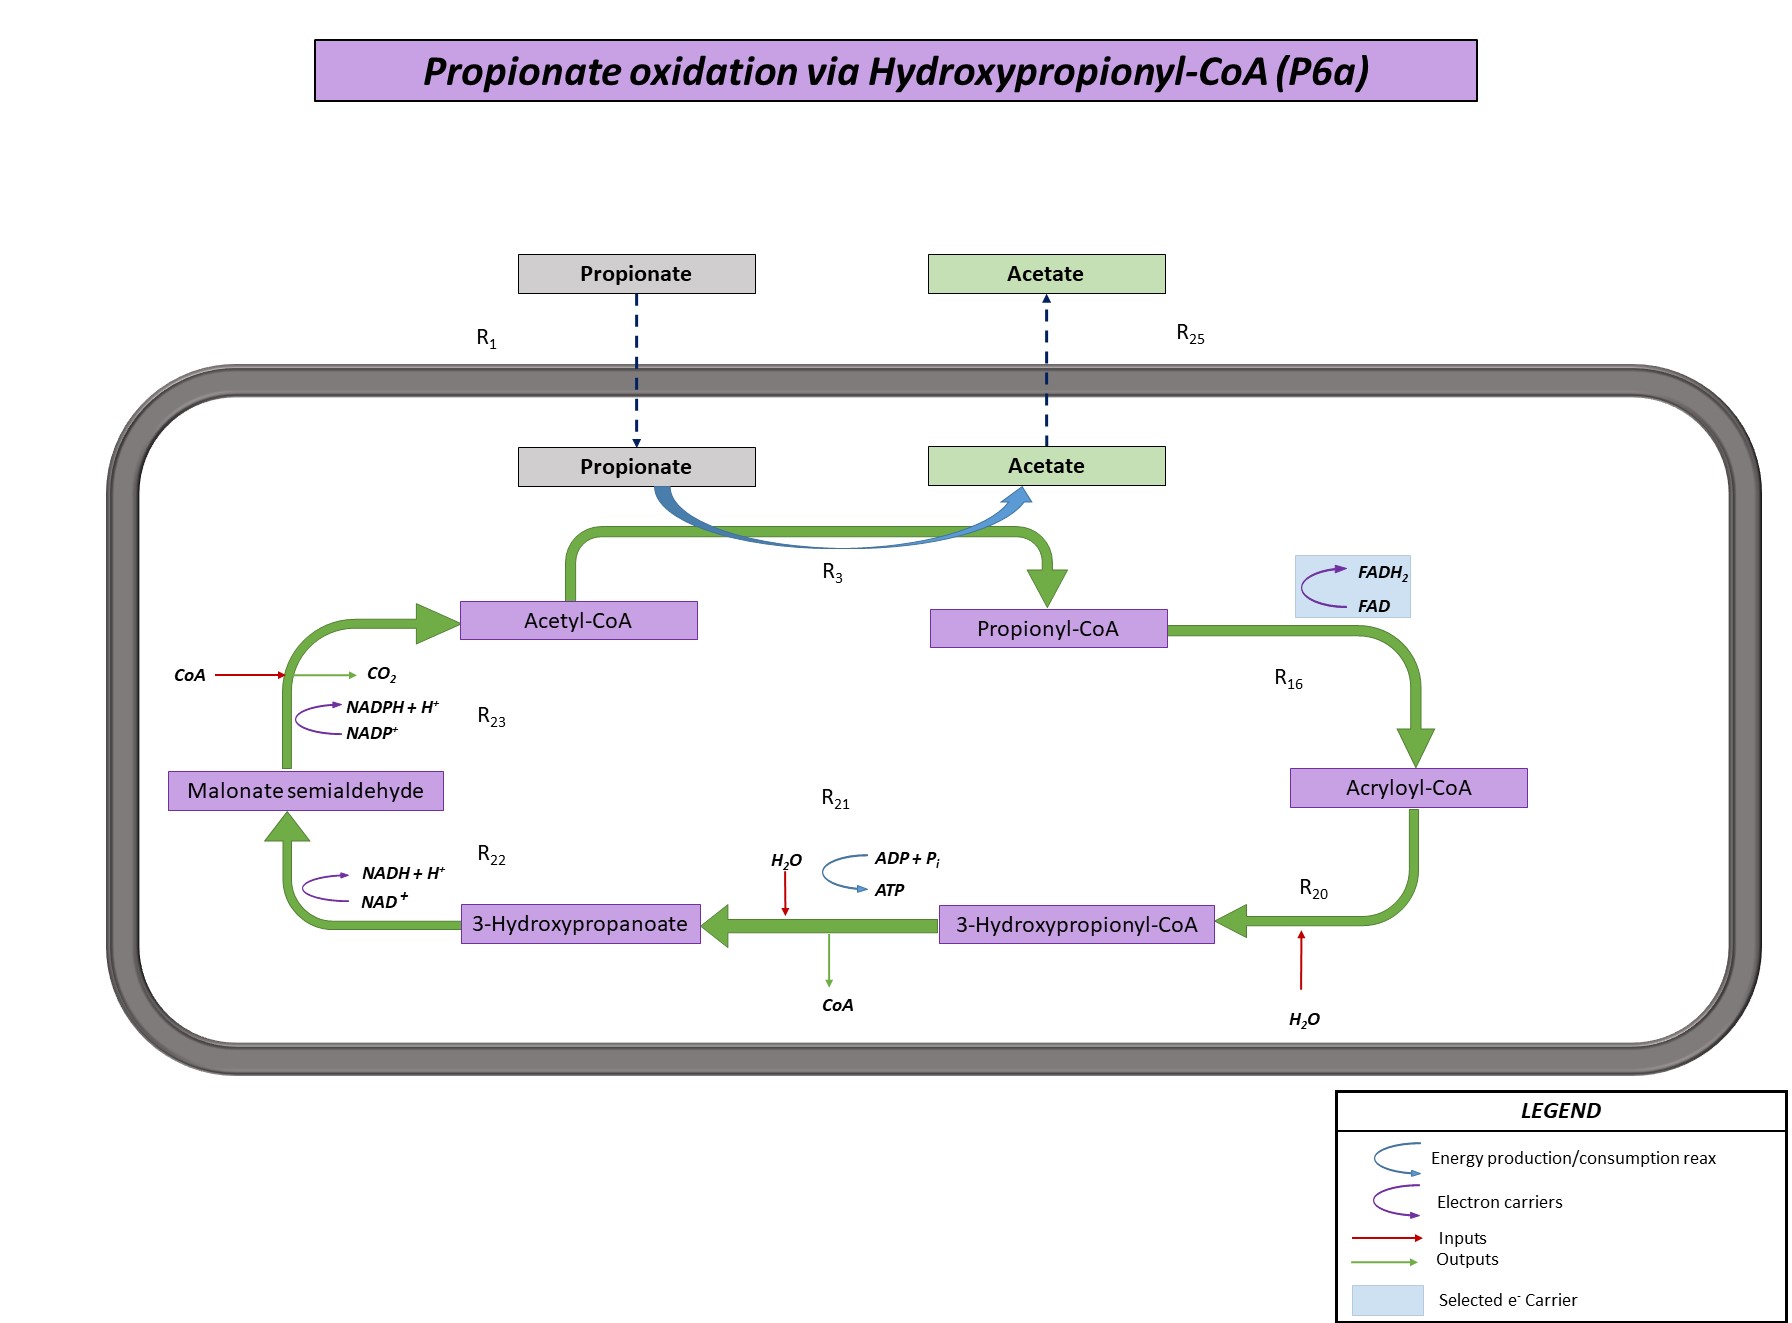 Propionate oxidation via Hydroxypropionyl-CoA (P6a)
Propionate
Acetate
R1
R25
Propionate
Acetate
R3
FADH2
FAD
Acetyl-CoA
Propionyl-CoA
CoA
CO2
R16
NADPH + H+
NADP+
R23
Malonate semialdehyde
Acryloyl-CoA
R21
R22
H2O
ADP + Pi
ATP
NADH + H+
NAD+
R20
3-Hydroxypropanoate
3-Hydroxypropionyl-CoA
CoA
H2O
LEGEND
Energy production/consumption reax
Electron carriers
Inputs
Outputs
Selected e- Carrier